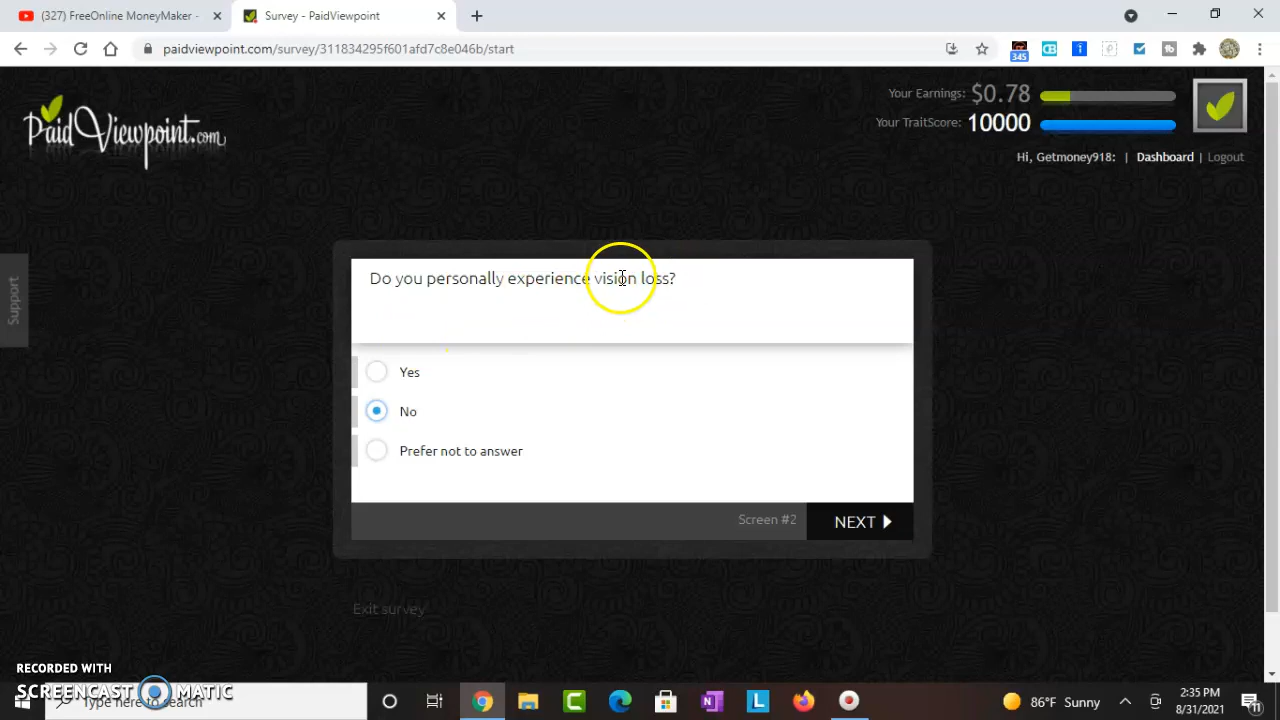 (327) FreeOnline MoneyMaker -
Survey - PaidViewpoint
paidviewpoint.com/survey/311834295f601afd7c8e046b/start
345
CB
PaidViewpoint.com
Your Earnings: $0.78
Your TraitScore: 10000
Hi, Getmoney918: | Dashboard | Logout
Support
Do you personally experience vision loss?
Yes
No
Prefer not to answer
Screen #2
NEXT
Exit survey
RECORDED WITH
SCREENCAST MATIC
Type here to search
86°F Sunny
2:35 PM
8/31/2021
11